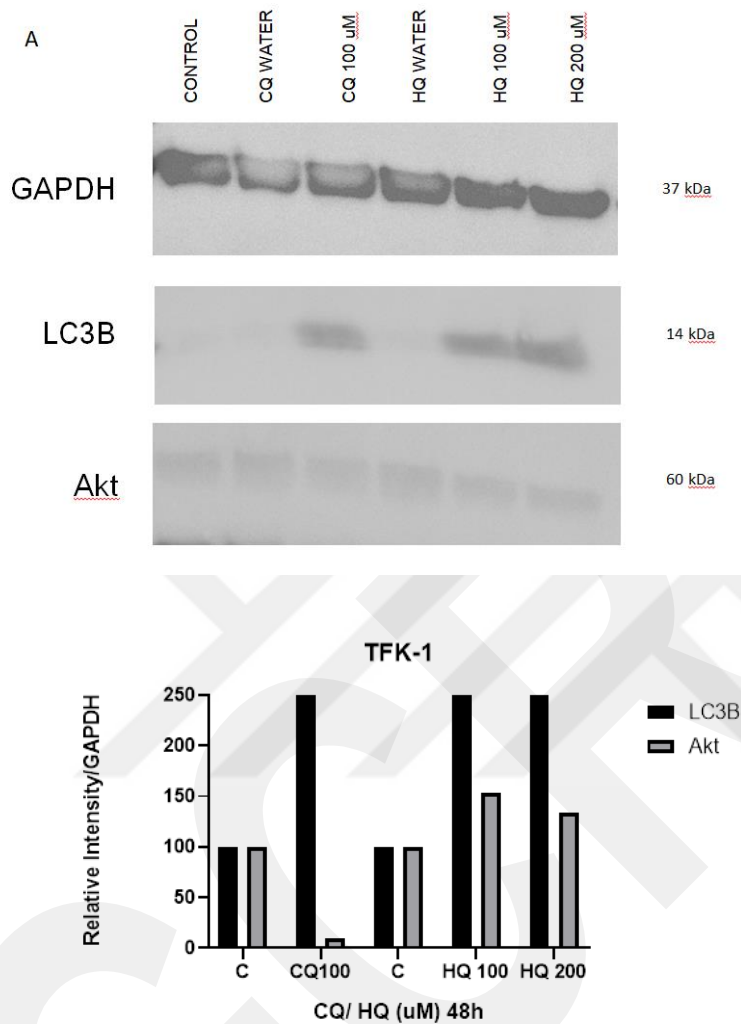 A
CONTROL
CQ WATER
CQ 100 uM
HQ WATER
HQ 100 uM
HQ 200 uM
GAPDH
37 kDa
LC3B
14 kDa
Akt
60 kDa
TFK-1
Relative Intensity/GAPDH
250
200
150
100
50
0
LC3B
Akt
C
CQ100
C
HQ 100
HQ 200
CQ/ HQ (uM) 48h